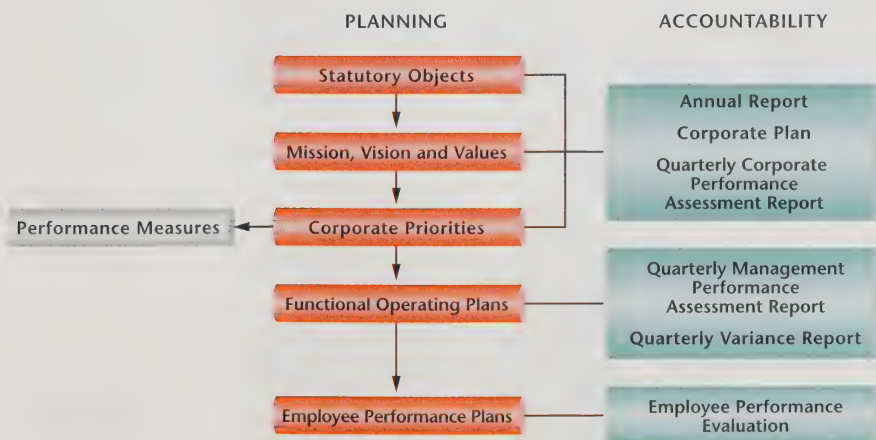 PLANNING
ACCOUNTABILITY
Statutory Objects
Mission, Vision and Values
Corporate Priorities
Performance Measures
Functional Operating Plans
Employee Performance Plans
Annual Report
Corporate Plan
Quarterly Corporate
Performance
Assessment Report
Quarterly Management
Performance
Assessment Report
Quarterly Variance Report
Employee Performance
Evaluation